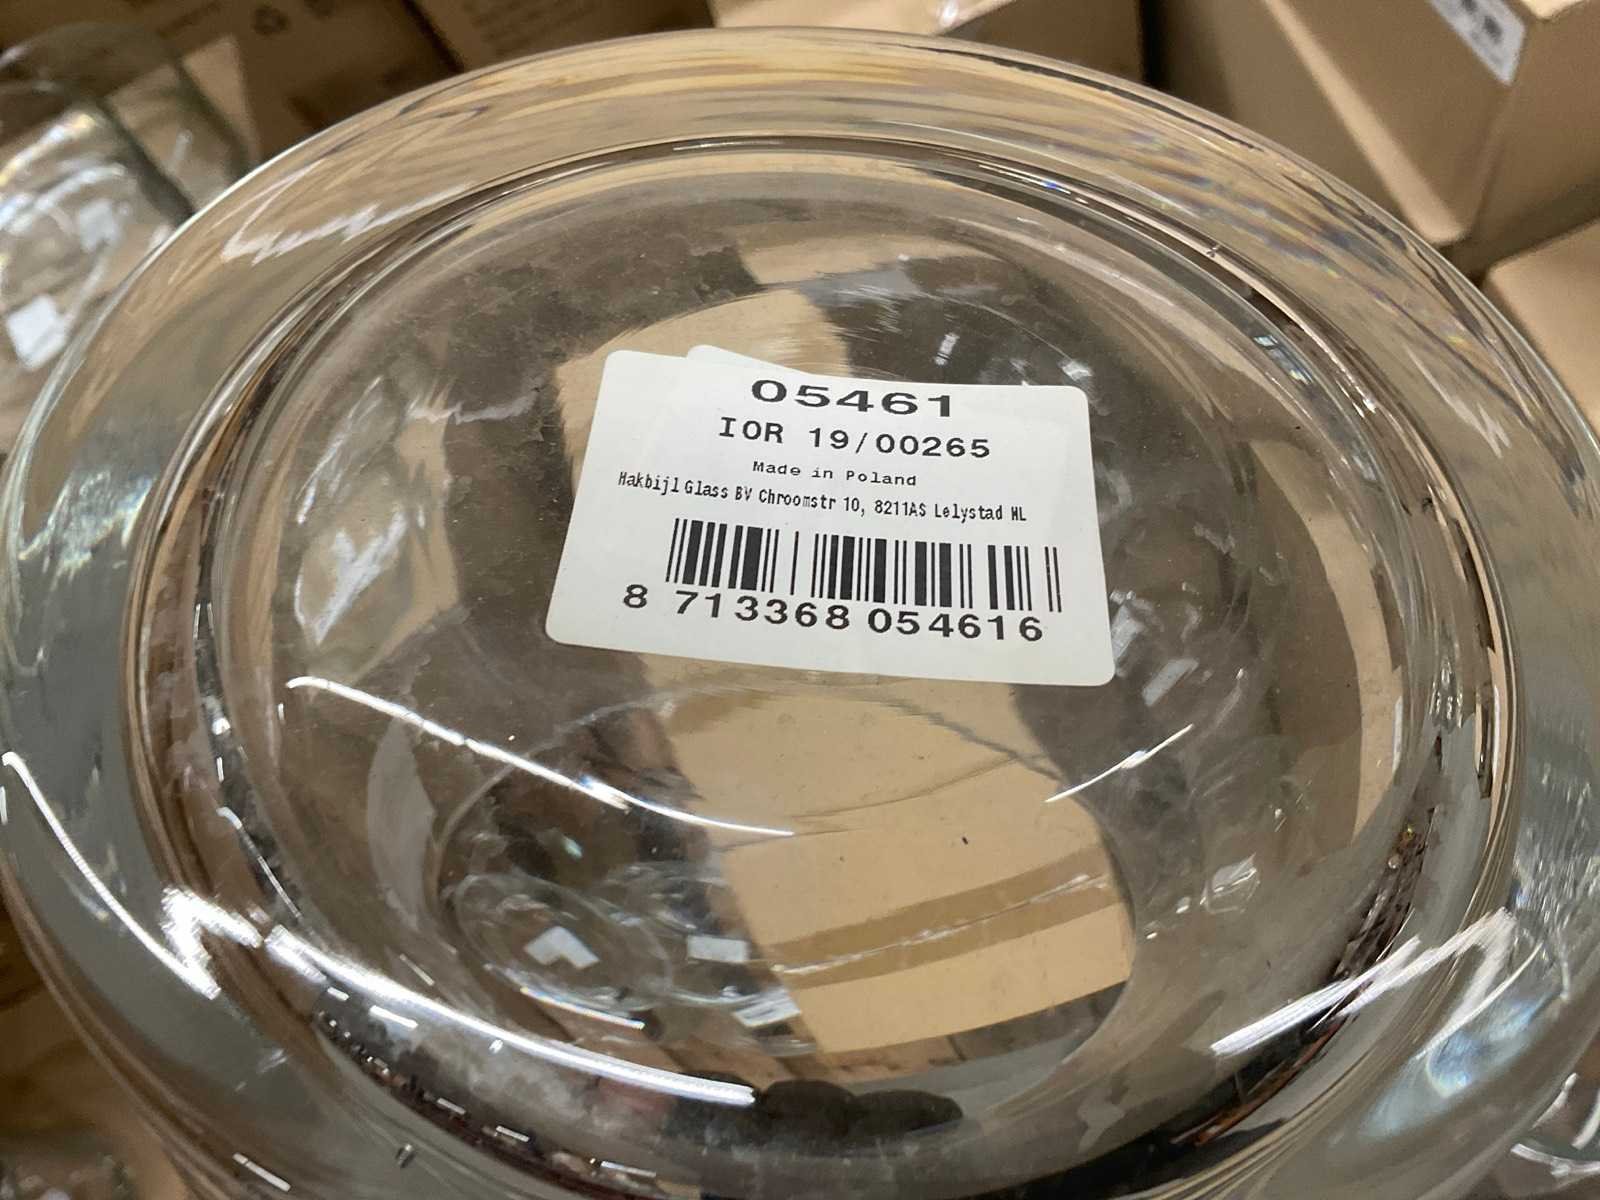 05461
IOR 19/00265
Made in Poland
Hakbijl Glass BV Chroomstr 10, 8211AS Lelystad NL
8 713368 054616